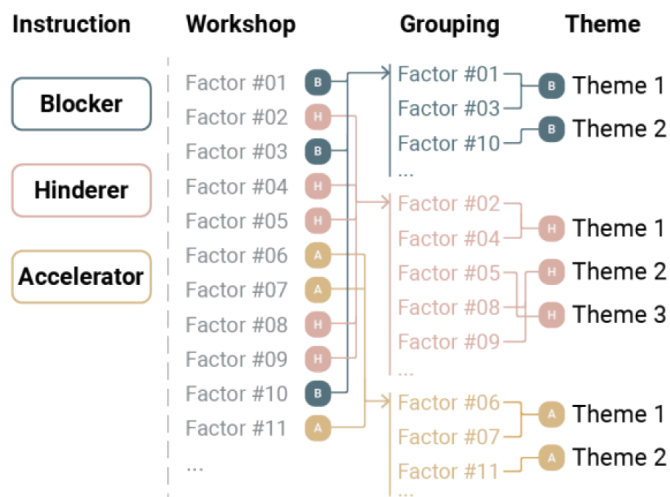 Instruction
Blocker
Hinderer
Accelerator
Workshop
Factor #01 B
Factor #02 H
Factor #03 B
Factor #04 H
Factor #05 H
Factor #06 A
Factor #07 A
Factor #08 H
Factor #09 H
Factor #10 B
Factor #11 A
...
Grouping
Factor #01
Factor #03
Factor #10
...
Factor #02
Factor #04
Factor #05
Factor #08
Factor #09
...
Factor #06
Factor #07
Factor #11
...
Theme
B Theme 1
B Theme 2
H Theme 1
H Theme 2
H Theme 3
A Theme 1
A Theme 2